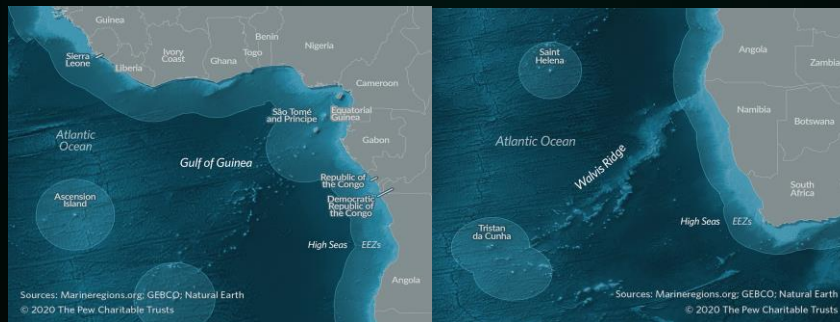 Guinea
Sierra
Leone
Liberia
Ivory
Coast
Ghana
Togo
Benin
Nigeria
Cameroon
São Tomé
and Príncipe
Equatorial
Guinea
Gabon
Atlantic
Ocean
Gulf of Guinea
Ascension
Island
Republic of
the Congo
Democratic
Republic of
the Congo
High Seas
EEZs
Angola
Sources: Marineregions.org; GEBCO; Natural Earth
© 2020 The Pew Charitable Trusts
Saint
Helena
Angola
Zambia
Namibia
Botswana
Atlantic Ocean
Walvis Ridge
South
Africa
Tristan
da Cunha
High Seas
EEZs
Sources: Marineregions.org; GEBCO; Natural Earth
© 2020 The Pew Charitable Trusts